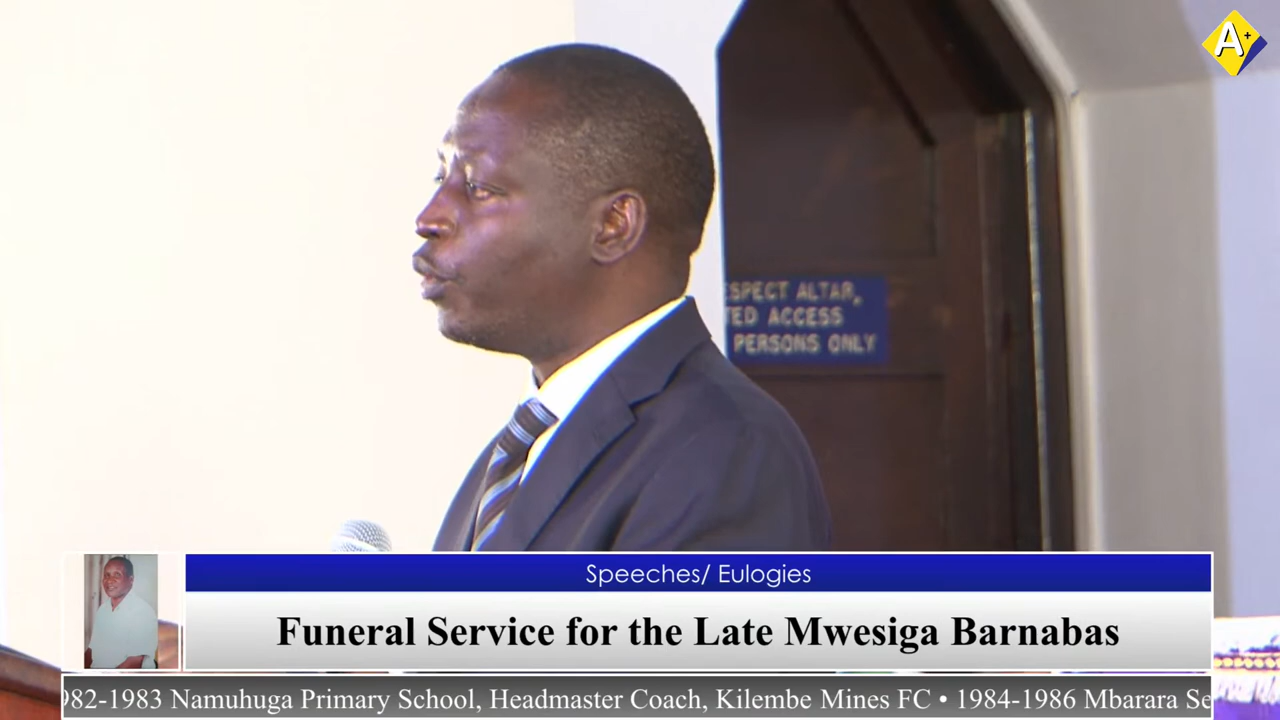 A+
ESPECT ALTAR,
TED ACCESS
PERSONS ONLY
Speeches/ Eulogies
Funeral Service for the Late Mwesiga Barnabas
982-1983 Namuhuga Primary School, Headmaster Coach, Kilembe Mines FC • 1984-1986 Mbarara Se